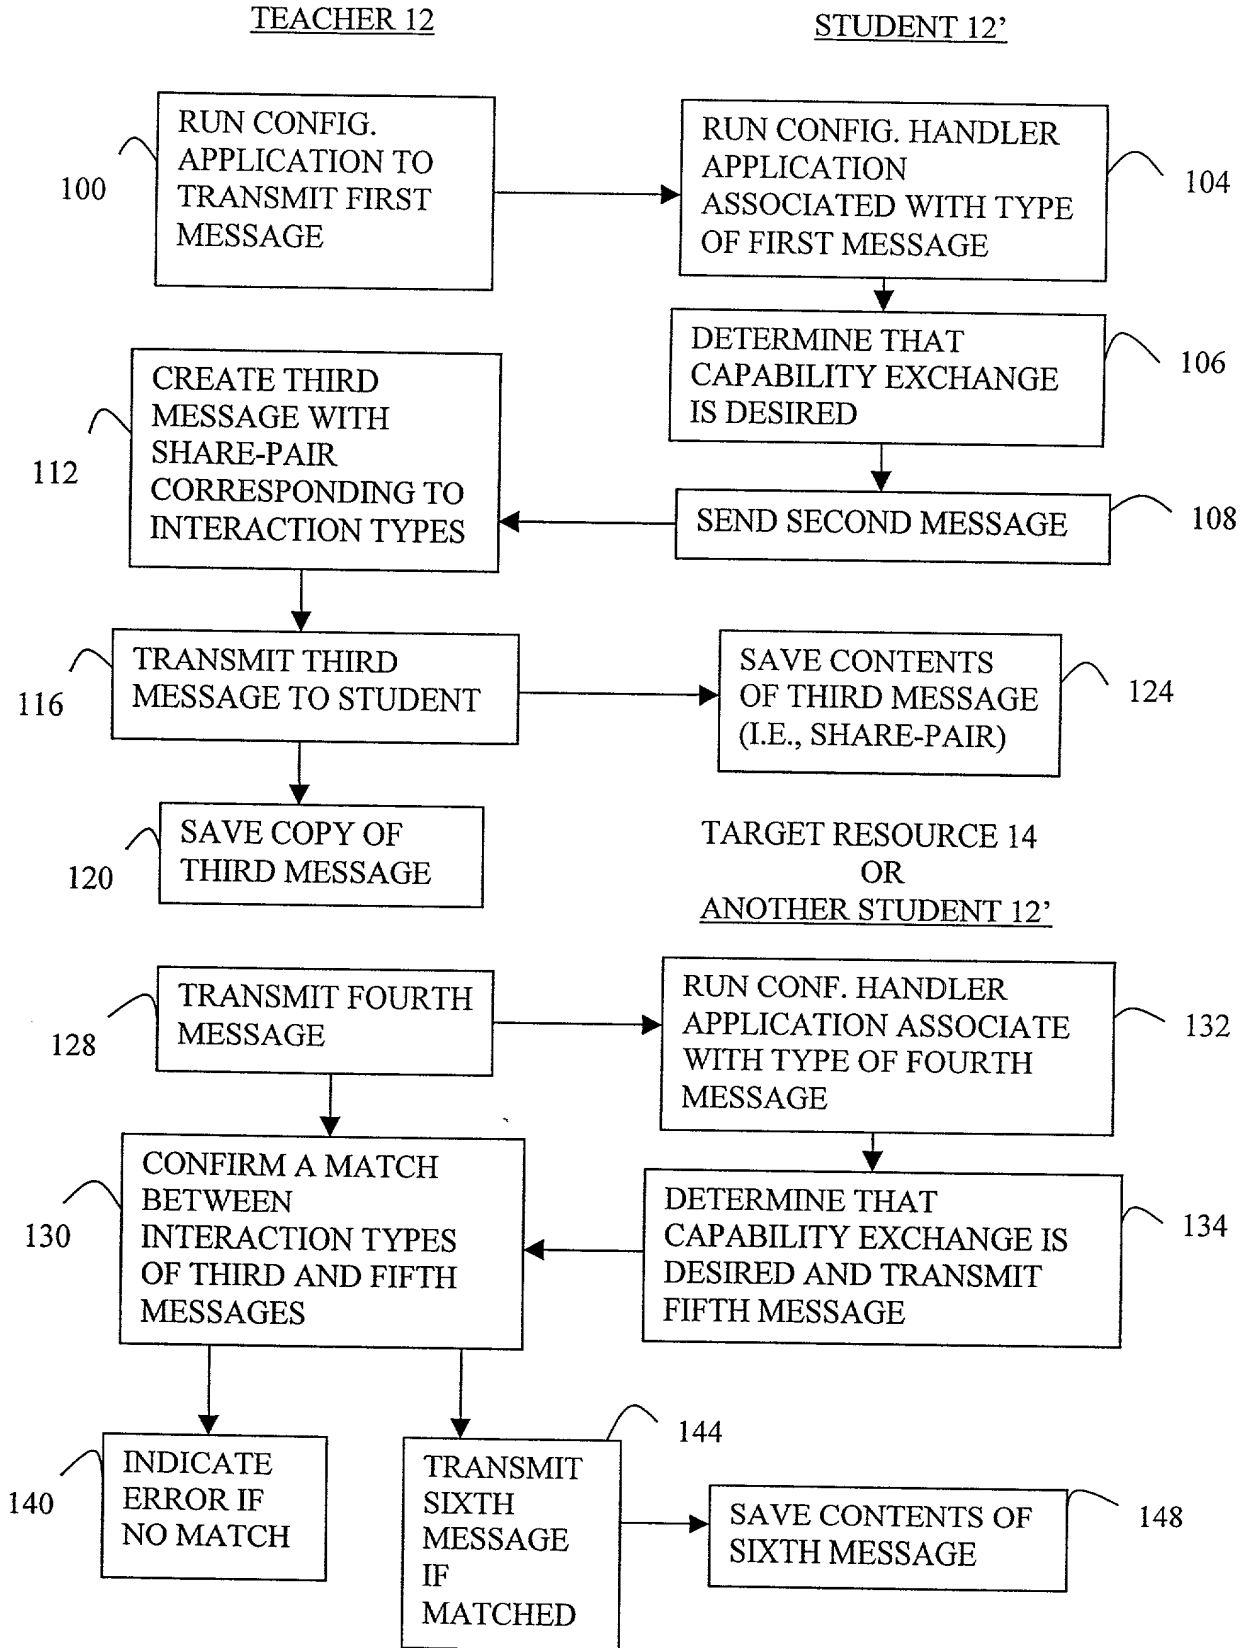 TEACHER 12
STUDENT 12'
RUN CONFIG.
APPLICATION TO
TRANSMIT FIRST
MESSAGE
100
RUN CONFIG. HANDLER
APPLICATION
ASSOCIATED WITH TYPE
OF FIRST MESSAGE
104
DETERMINE THAT
CAPABILITY EXCHANGE
IS DESIRED
106
CREATE THIRD
MESSAGE WITH
SHARE-PAIR
CORRESPONDING TO
INTERACTION TYPES
112
SEND SECOND MESSAGE
108
TRANSMIT THIRD
MESSAGE TO STUDENT
116
SAVE CONTENTS
OF THIRD MESSAGE
(I.E., SHARE-PAIR)
124
SAVE COPY OF
THIRD MESSAGE
120
TARGET RESOURCE 14
OR
ANOTHER STUDENT 12'
TRANSMIT FOURTH
MESSAGE
128
RUN CONF. HANDLER
APPLICATION ASSOCIATE
WITH TYPE OF FOURTH
MESSAGE
132
CONFIRM A MATCH
BETWEEN
INTERACTION TYPES
OF THIRD AND FIFTH
MESSAGES
130
DETERMINE THAT
CAPABILITY EXCHANGE IS
DESIRED AND TRANSMIT
FIFTH MESSAGE
134
INDICATE
ERROR IF
NO MATCH
140
TRANSMIT
SIXTH
MESSAGE
IF
MATCHED
144
SAVE CONTENTS OF
SIXTH MESSAGE
148